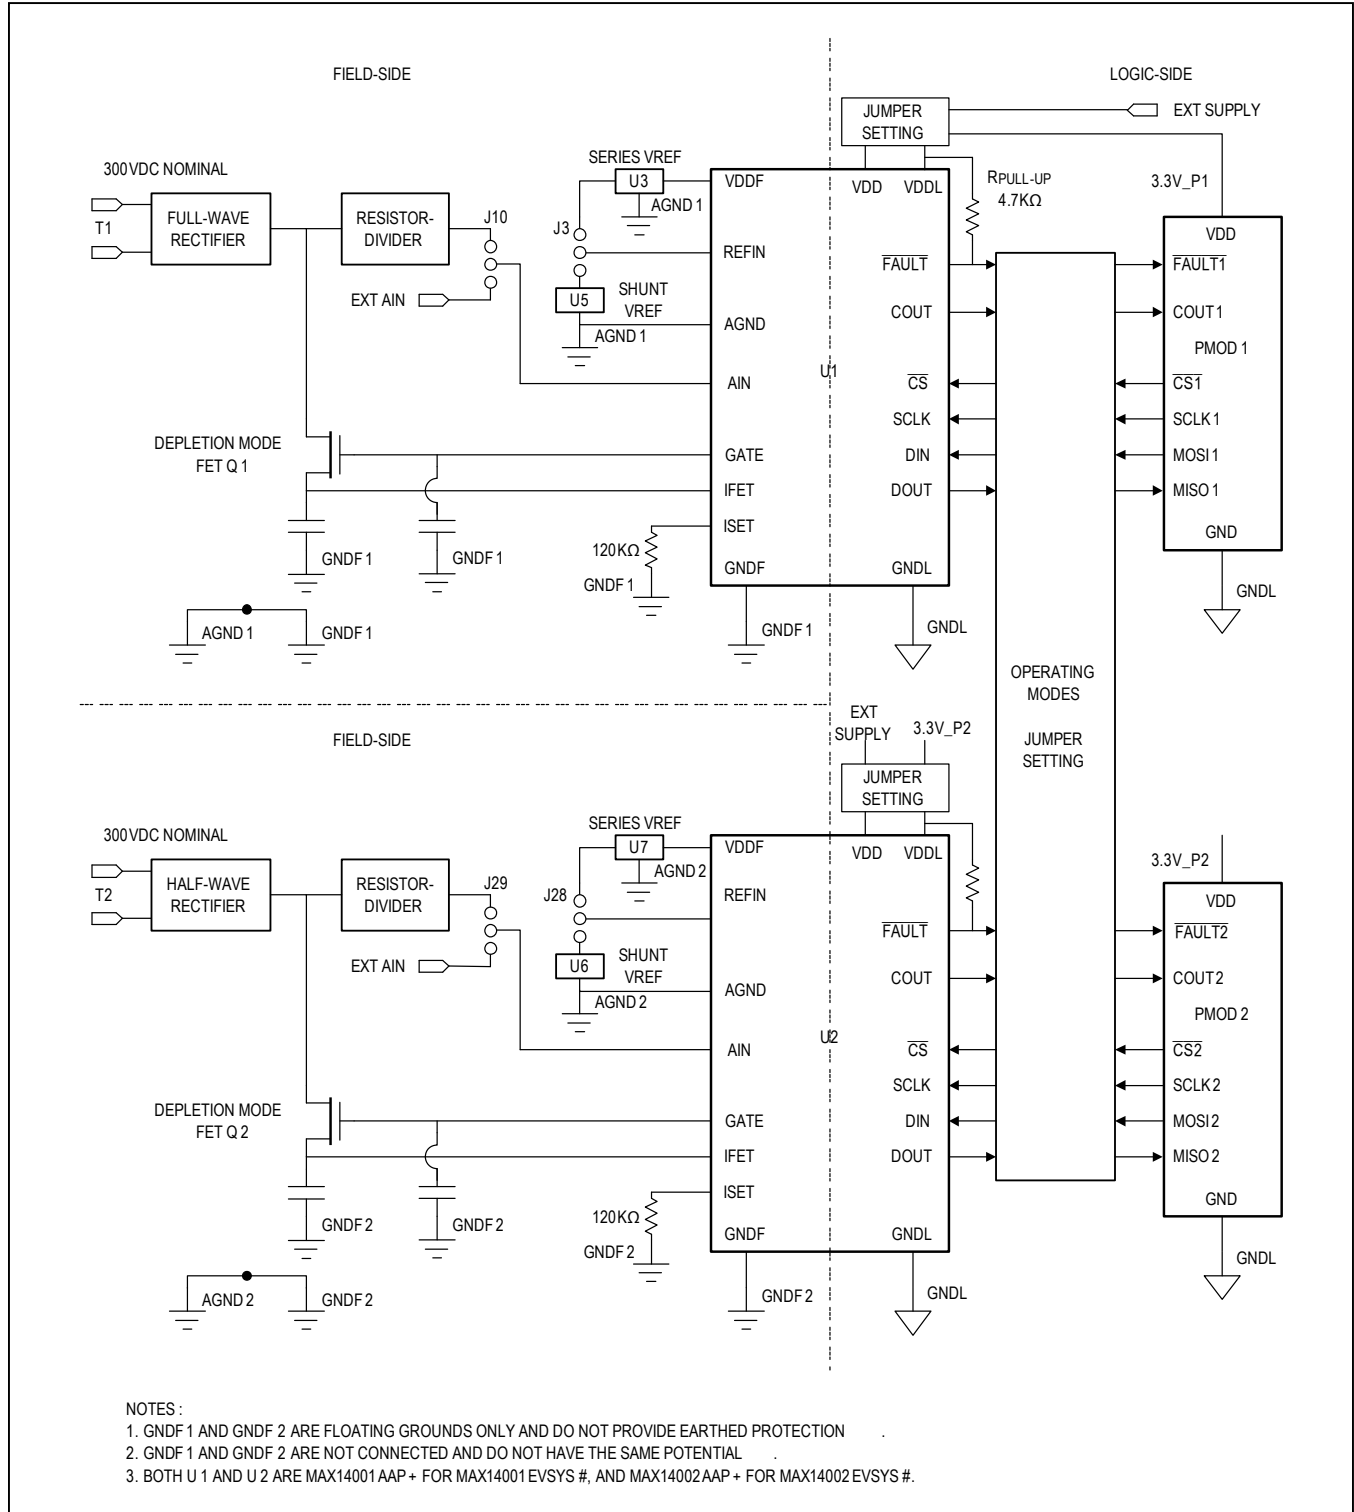 FIELD-SIDE
LOGIC-SIDE
JUMPER
SETTING
EXT SUPPLY
300VDC NOMINAL
T1
FULL-WAVE
RECTIFIER
RESISTOR-
DIVIDER
J10
EXT AIN
SERIES VREF
U3
AGND 1
J3
U5
SHUNT
VREF
AGND 1
DEPLETION MODE
FET Q 1
GNDF 1
GNDF 1
120KΩ
GNDF 1
AGND 1
GNDF 1
VDDF
REFIN
AGND
AIN
GATE
IFET
ISET
GNDF
GNDF 1
U1
VDD
VDDL
FAULT
COUT
CS
SCLK
DIN
DOUT
GNDL
GNDL
RPULL-UP
4.7KΩ
3.3V_P1
VDD
FAULT1
COUT 1
PMOD 1
CS1
SCLK 1
MOSI 1
MISO 1
GND
GNDL
OPERATING
MODES
JUMPER
SETTING
FIELD-SIDE
EXT
SUPPLY
3.3V_P2
JUMPER
SETTING
300VDC NOMINAL
T2
HALF-WAVE
RECTIFIER
RESISTOR-
DIVIDER
J29
EXT AIN
SERIES VREF
U7
AGND 2
J28
U6
SHUNT
VREF
AGND 2
DEPLETION MODE
FET Q 2
GNDF 2
GNDF 2
120KΩ
GNDF 2
AGND 2
GNDF 2
VDDF
REFIN
AGND
AIN
GATE
IFET
ISET
GNDF
GNDF 2
U2
VDD
VDDL
FAULT
COUT
CS
SCLK
DIN
DOUT
GNDL
GNDL
3.3V_P2
VDD
FAULT2
COUT2
PMOD 2
CS2
SCLK 2
MOSI 2
MISO 2
GND
GNDL
NOTES :
1. GNDF 1 AND GNDF 2 ARE FLOATING GROUNDS ONLY AND DO NOT PROVIDE EARTHED PROTECTION .
2. GNDF 1 AND GNDF 2 ARE NOT CONNECTED AND DO NOT HAVE THE SAME POTENTIAL .
3. BOTH U 1 AND U 2 ARE MAX14001 AAP + FOR MAX14001 EVSYS #, AND MAX14002 AAP + FOR MAX14002 EVSYS #.